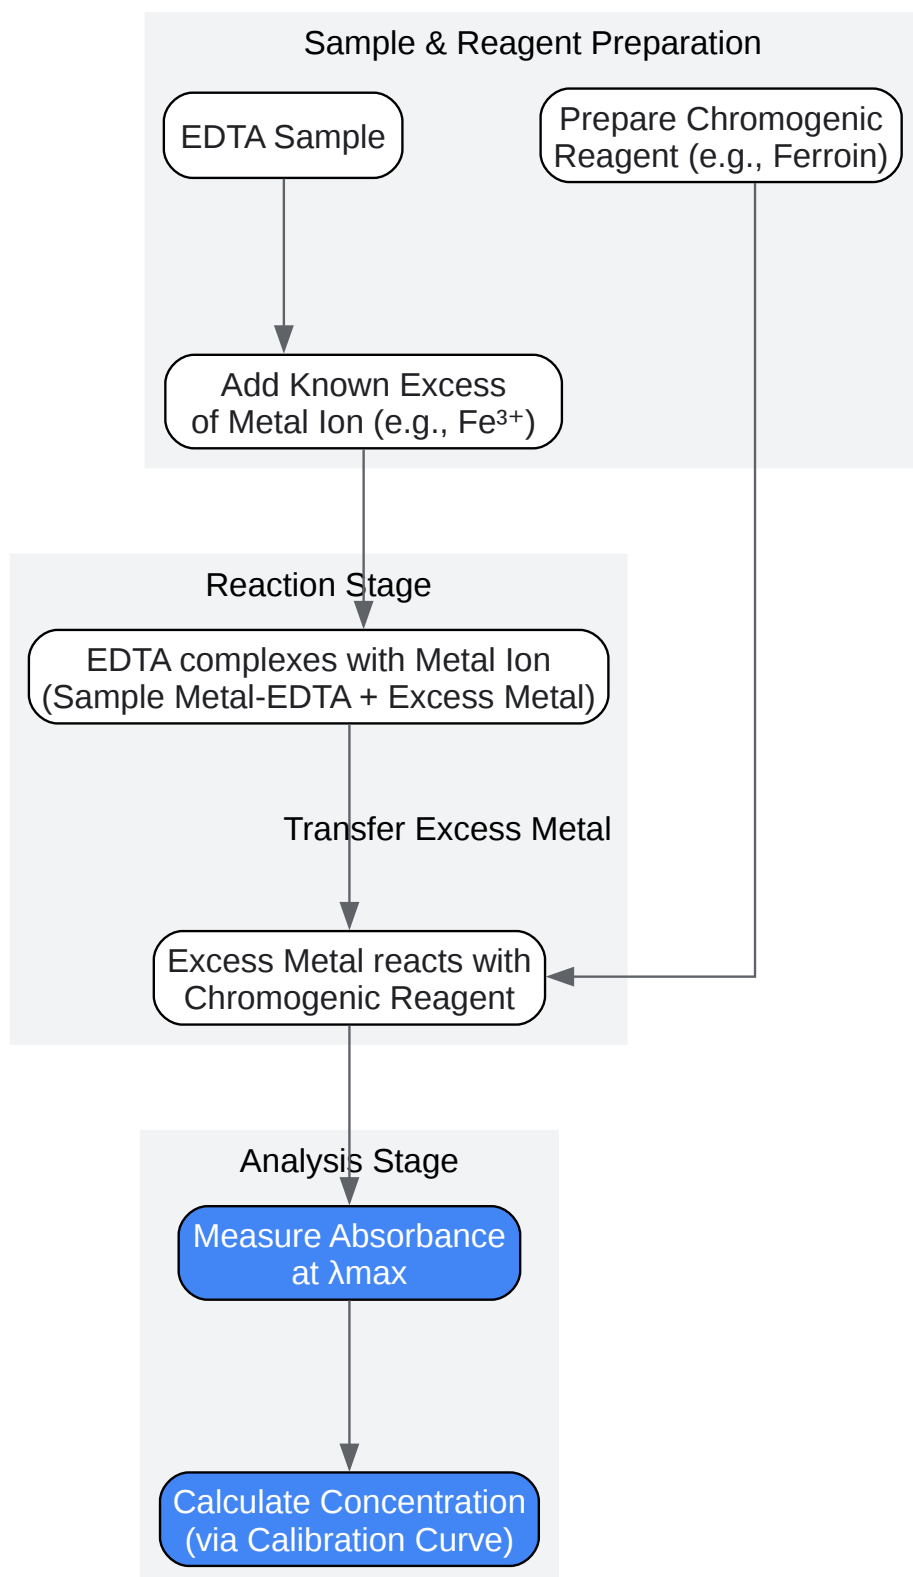 Sample & Reagent Preparation
EDTA Sample
Prepare Chromogenic
Reagent (e.g., Ferroin)
Add Known Excess
of Metal Ion (e.g., Fe³⁺)
Reaction Stage
EDTA complexes with Metal Ion
(Sample Metal-EDTA + Excess Metal)
Transfer Excess Metal
Excess Metal reacts with
Chromogenic Reagent
Analysis Stage
Measure Absorbance
at λmax
Calculate Concentration
(via Calibration Curve)